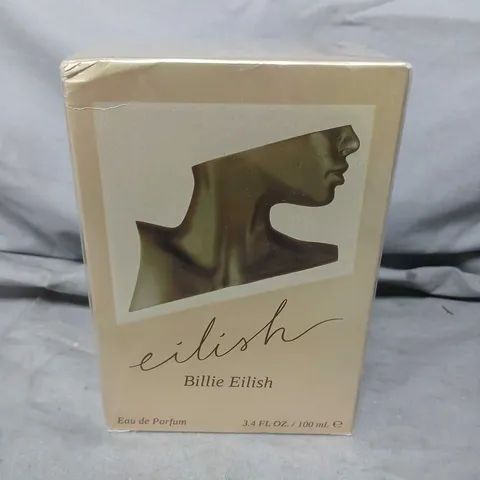 eilish
Billie Eilish
Eau de Parfum 3.4 FL OZ. / 100 mL ℮